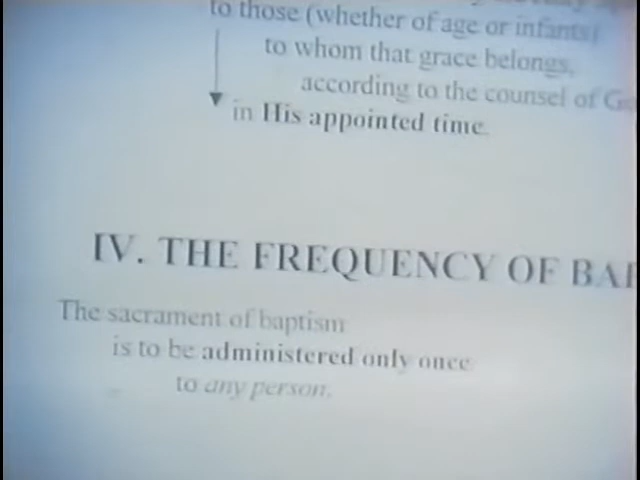 to those (whether of age or infants)
to whom that grace belongs,
according to the counsel of
in His appointed time.
IV. THE FREQUENCY OF
The sacrament of baptism
is to be administered only once
to any person.